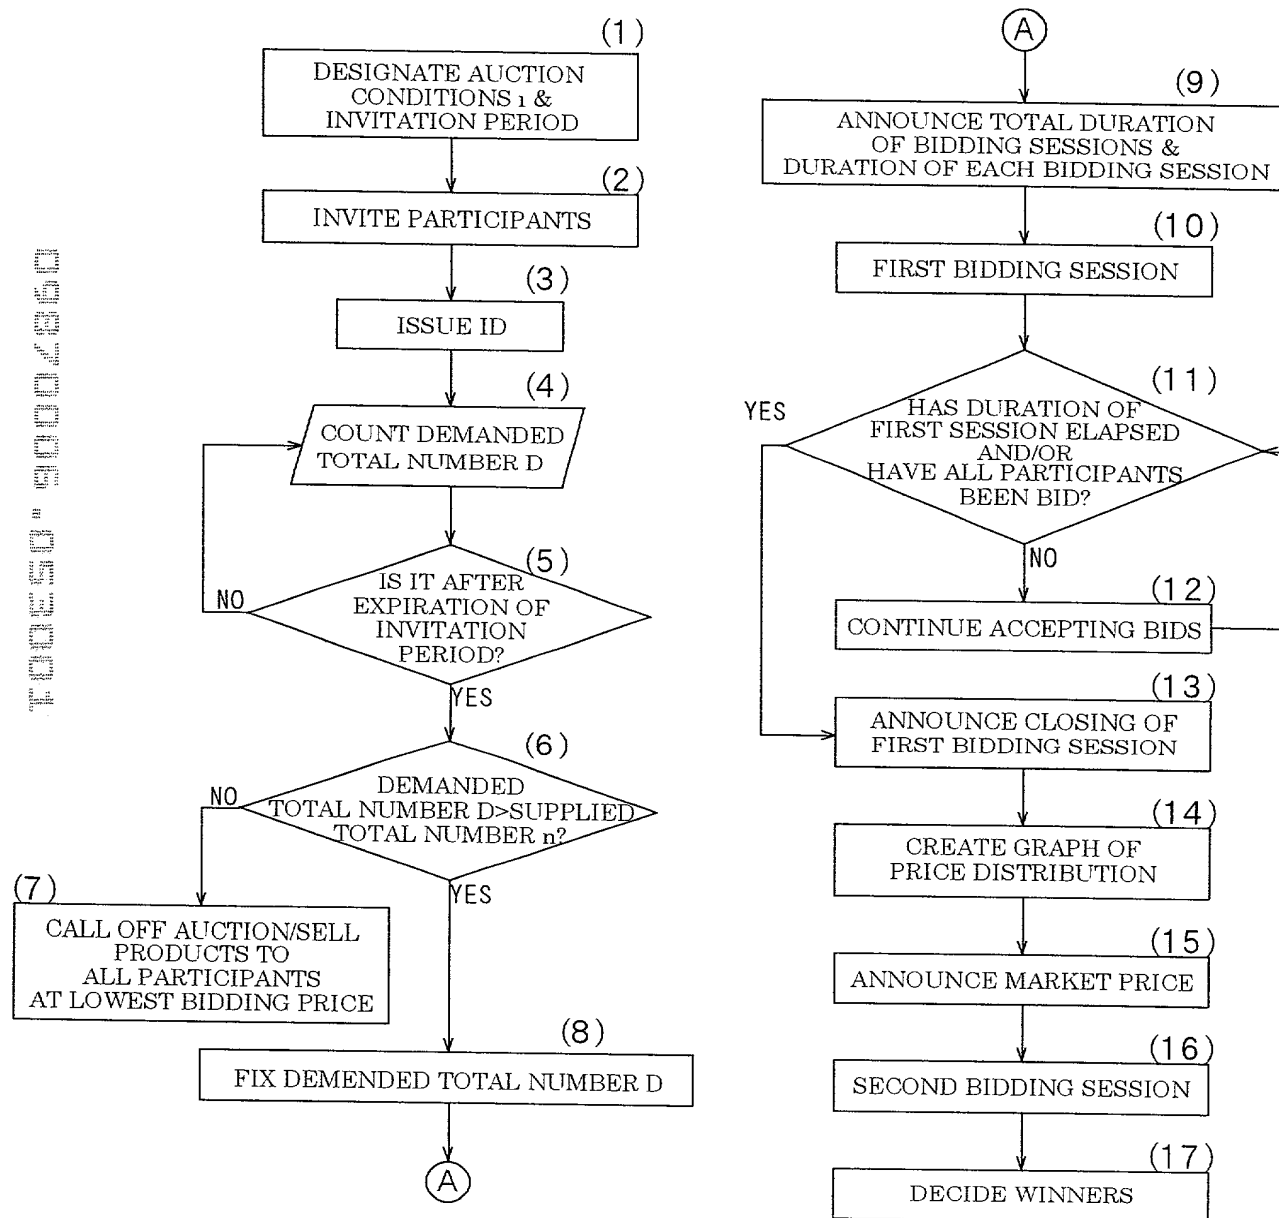 (1)
DESIGNATE AUCTION
CONDITIONS 1 &
INVITATION PERIOD
(2)
INVITE PARTICIPANTS
(3)
ISSUE ID
(4)
COUNT DEMANDED
TOTAL NUMBER D
(5)
IS IT AFTER
EXPIRATION OF
INVITATION
PERIOD?
NO
YES
(6)
DEMANDED
TOTAL NUMBER D>SUPPLIED
TOTAL NUMBER n?
NO
YES
(7)
CALL OFF AUCTION/SELL
PRODUCTS TO
ALL PARTICIPANTS
AT LOWEST BIDDING PRICE
(8)
FIX DEMENDED TOTAL NUMBER D
A
A
(9)
ANNOUNCE TOTAL DURATION
OF BIDDING SESSIONS &
DURATION OF EACH BIDDING SESSION
(10)
FIRST BIDDING SESSION
(11)
HAS DURATION OF
FIRST SESSION ELAPSED
AND/OR
HAVE ALL PARTICIPANTS
BEEN BID?
YES
NO
(12)
CONTINUE ACCEPTING BIDS
(13)
ANNOUNCE CLOSING OF
FIRST BIDDING SESSION
(14)
CREATE GRAPH OF
PRICE DISTRIBUTION
(15)
ANNOUNCE MARKET PRICE
(16)
SECOND BIDDING SESSION
(17)
DECIDE WINNERS
09870006.053001